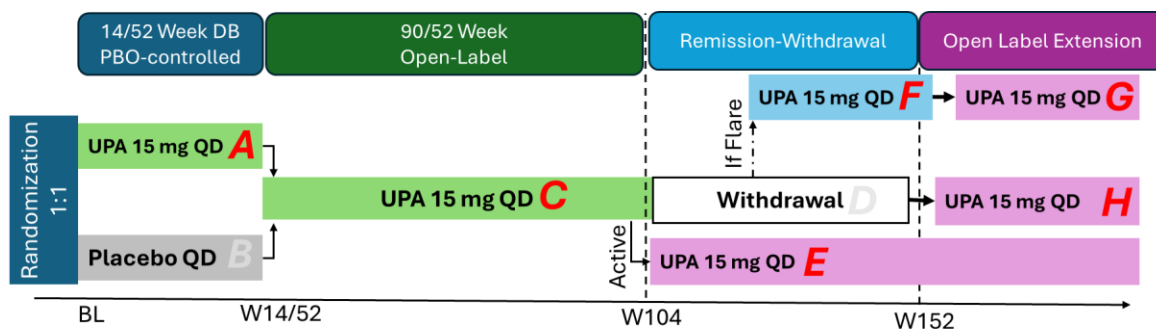 14/52 Week DB
PBO-controlled
90/52 Week
Open-Label
Remission-Withdrawal
Open Label Extension
UPA 15 mg QD F
UPA 15 mg QD G
Randomization
1:1
UPA 15 mg QD A
If Flare
UPA 15 mg QD C
Withdrawal D
UPA 15 mg QD H
Placebo QD B
Active
UPA 15 mg QD E
BL
W14/52
W104
W152